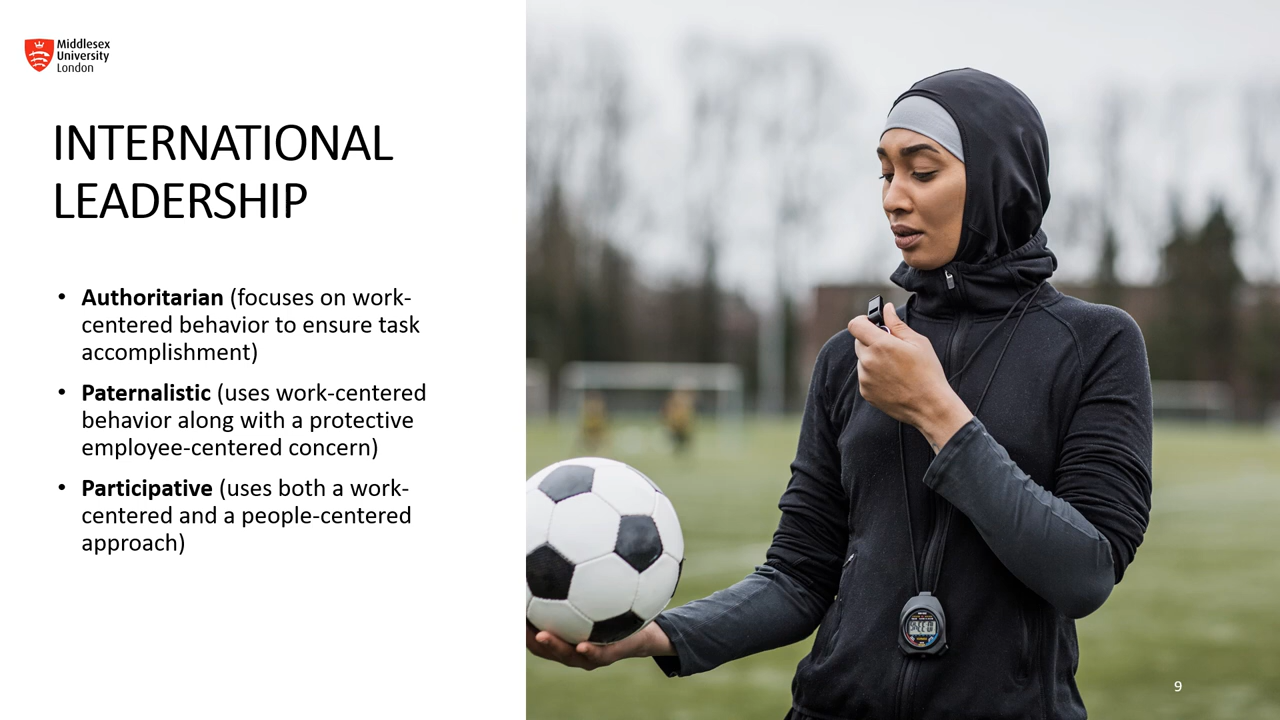 Middlesex
University
London
INTERNATIONAL
LEADERSHIP
• Authoritarian (focuses on work-
centered behavior to ensure task
accomplishment)
• Paternalistic (uses work-centered
behavior along with a protective
employee-centered concern)
• Participative (uses both a work-
centered and a people-centered
approach)
9